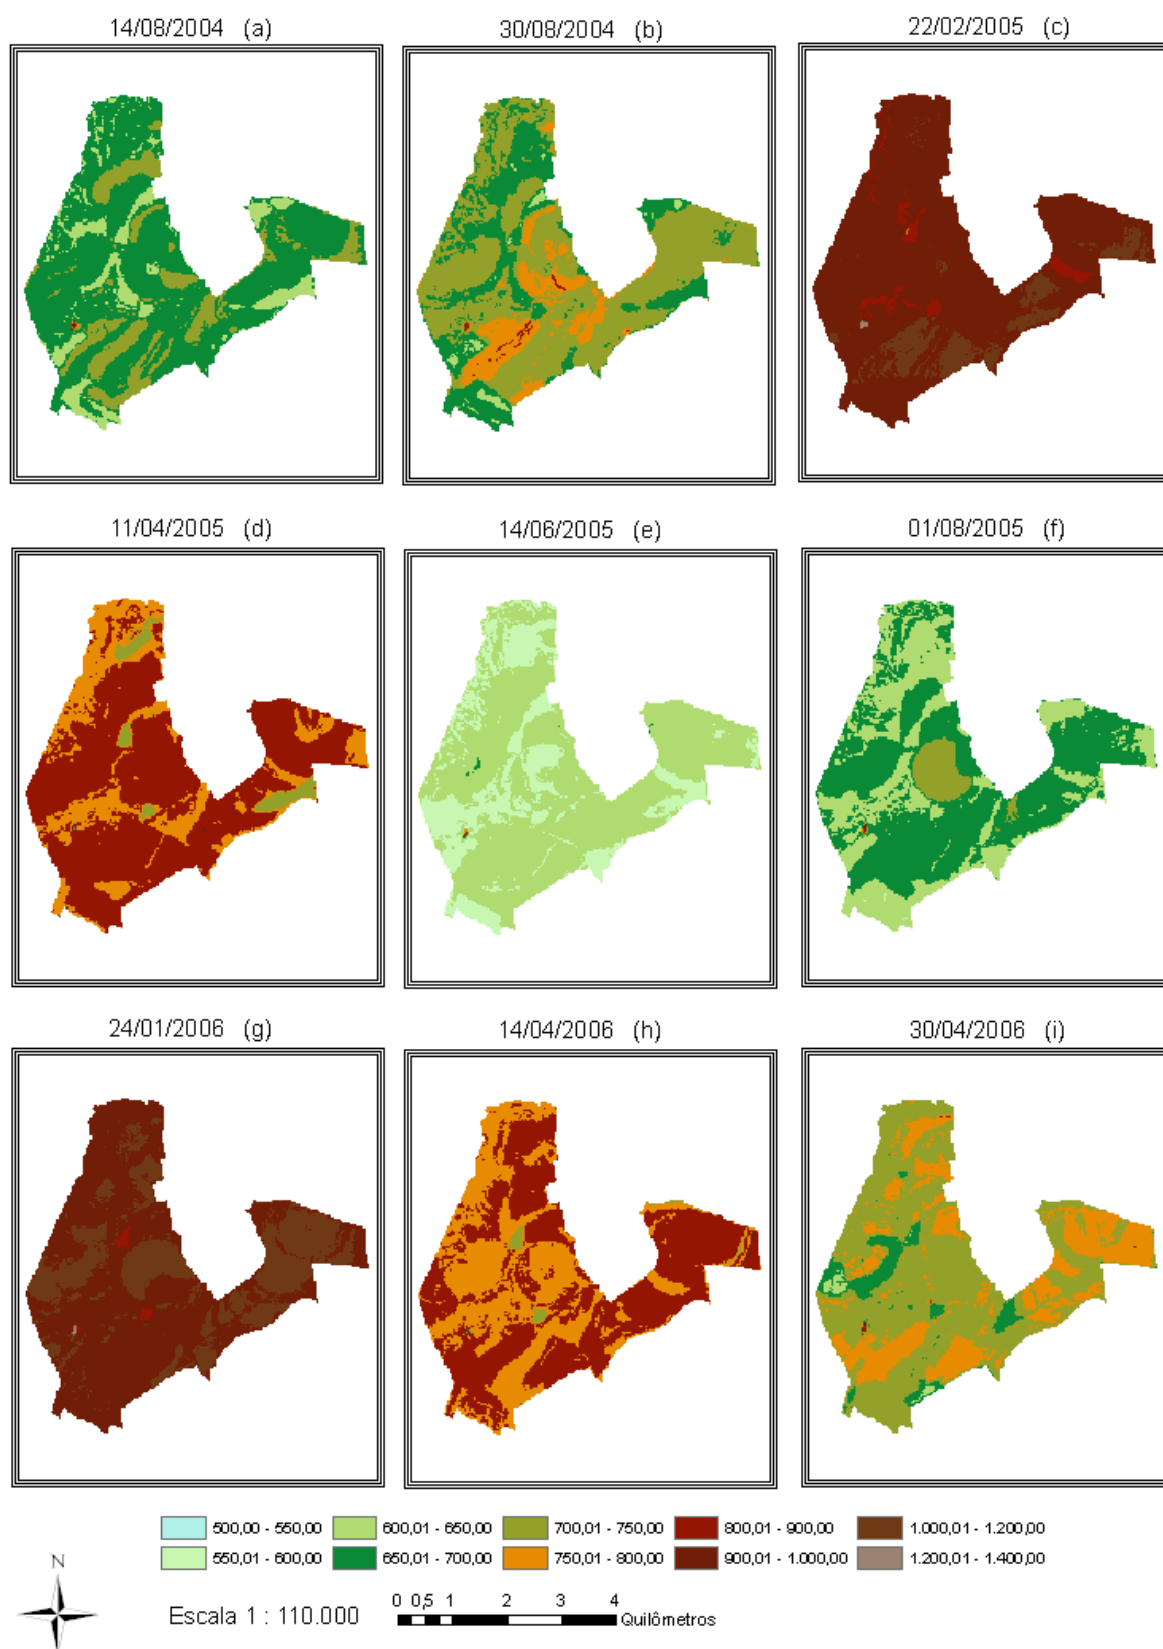 14/08/2004 (a) 30/08/2004 (b) 22/02/2005 (c)
11/04/2005 (d) 14/06/2005 (e) 01/08/2005 (f)
24/01/2006 (g) 14/04/2006 (h) 30/04/2006 (i)
500,00 - 550,00 600,01 - 650,00 700,01 - 750,00 800,01 - 900,00 1.000,01 - 1.200,00
550,01 - 600,00 650,01 - 700,00 750,01 - 800,00 900,01 - 1.000,00 1.200,01 - 1.400,00
N
0 0,5 1 2 3 4
Escala 1 : 110.000 Quilômetros